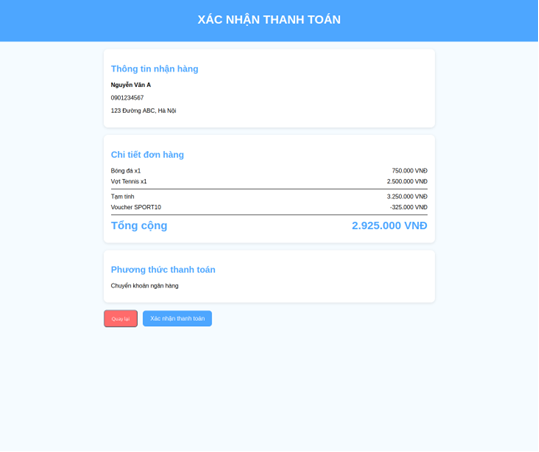 XÁC NHẬN THANH TOÁN
Thông tin nhận hàng
Nguyễn Văn A
0901234567
123 Đường ABC, Hà Nội
Chi tiết đơn hàng
Bóng đá x1 750.000 VNĐ
Vợt Tennis x1 2.500.000 VNĐ
Tạm tính 3.250.000 VNĐ
Voucher SPORT10 -325.000 VNĐ
Tổng cộng 2.925.000 VNĐ
Phương thức thanh toán
Chuyển khoản ngân hàng
Quay lại Xác nhận thanh toán